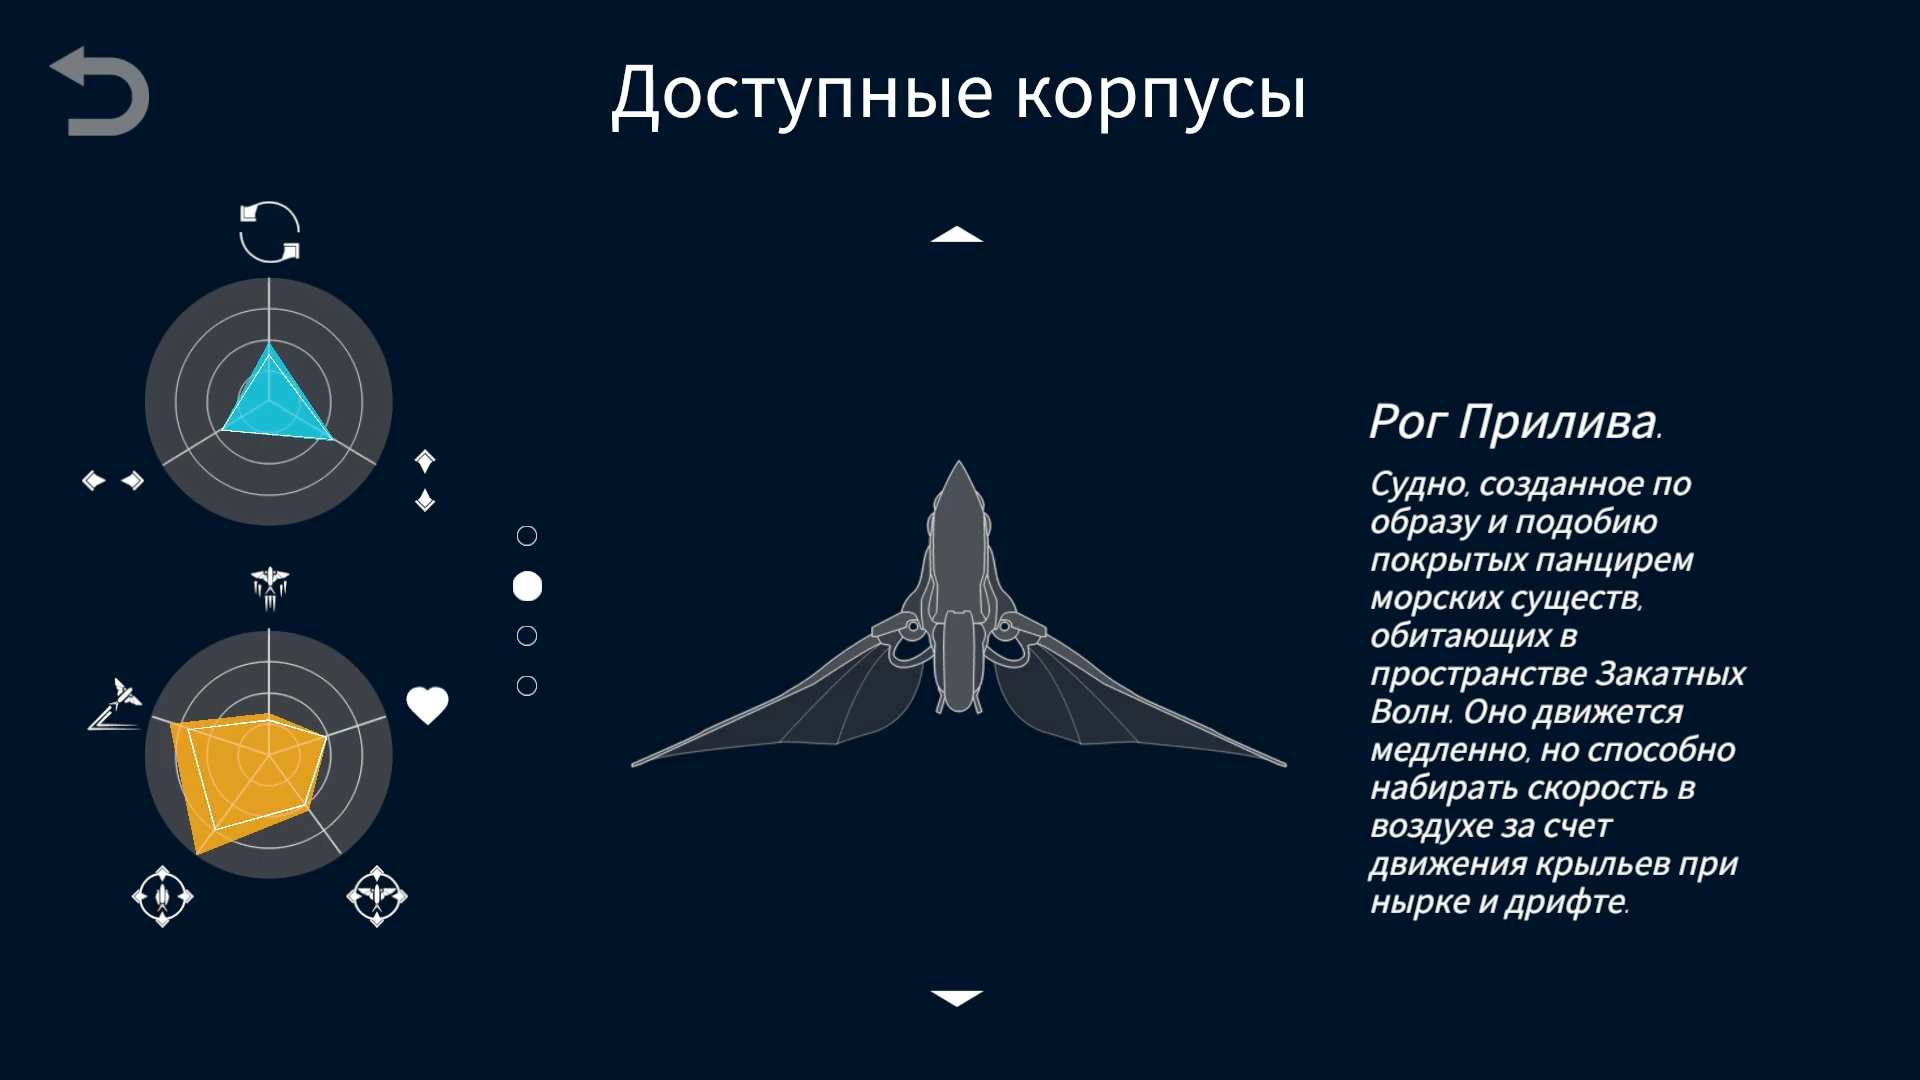 Доступные корпусы
Рог Прилива.
Судно, созданное по
образу и подобию
покрытых панцирем
морских существ,
обитающих в
пространстве Закатных
Волн. Оно движется
медленно, но способно
набирать скорость в
воздухе за счет
движения крыльев при
нырке и дрифте.